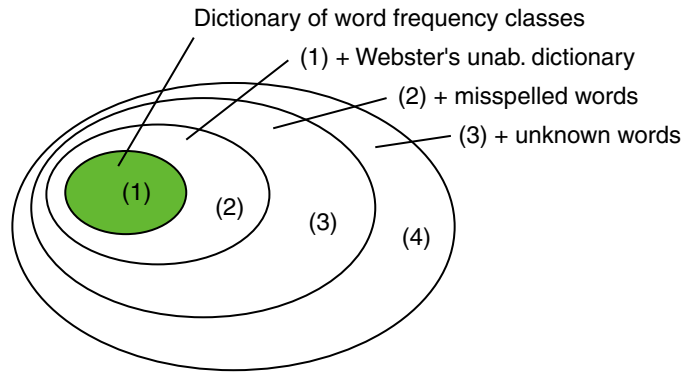 Dictionary of word frequency classes
(1) + Webster's unab. dictionary
(2) + misspelled words
(3) + unknown words
(1)
(2)
(3)
(4)